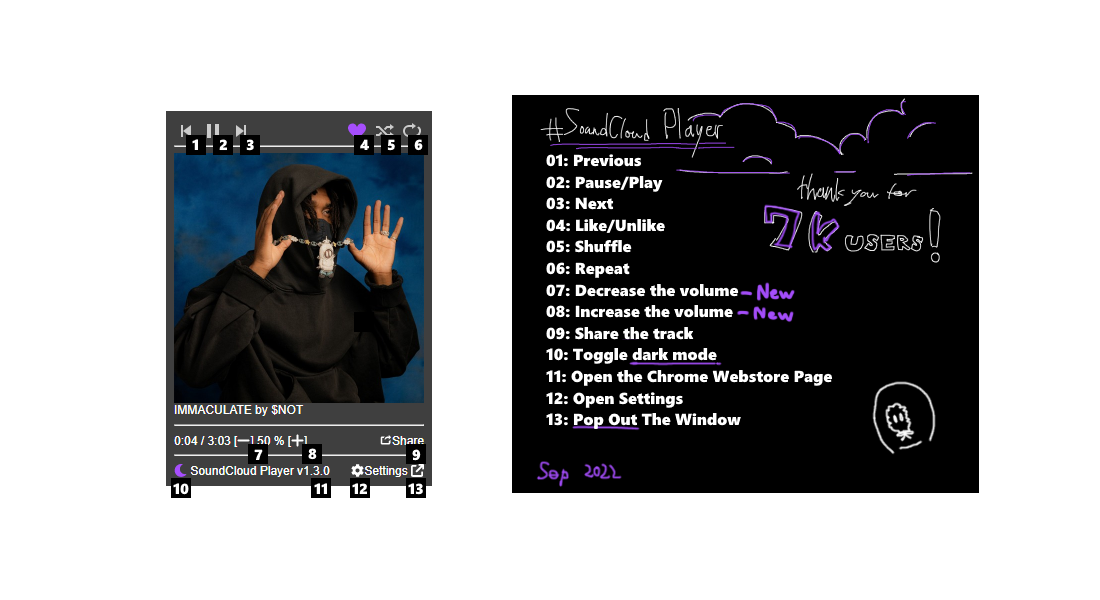 1 2 3 4 5 6
IMMACULATE by $NOT
0:04 / 3:03 [—] 50 % [+] Share
7 8 9
SoundCloud Player v1.3.0 Settings
10 11 12 13
#SoundCloud Player
01: Previous
02: Pause/Play
03: Next
04: Like/Unlike
05: Shuffle
06: Repeat
07: Decrease the volume – New
08: Increase the volume – New
09: Share the track
10: Toggle dark mode
11: Open the Chrome Webstore Page
12: Open Settings
13: Pop Out The Window
thank you for
7k USERS!
Sep 2022